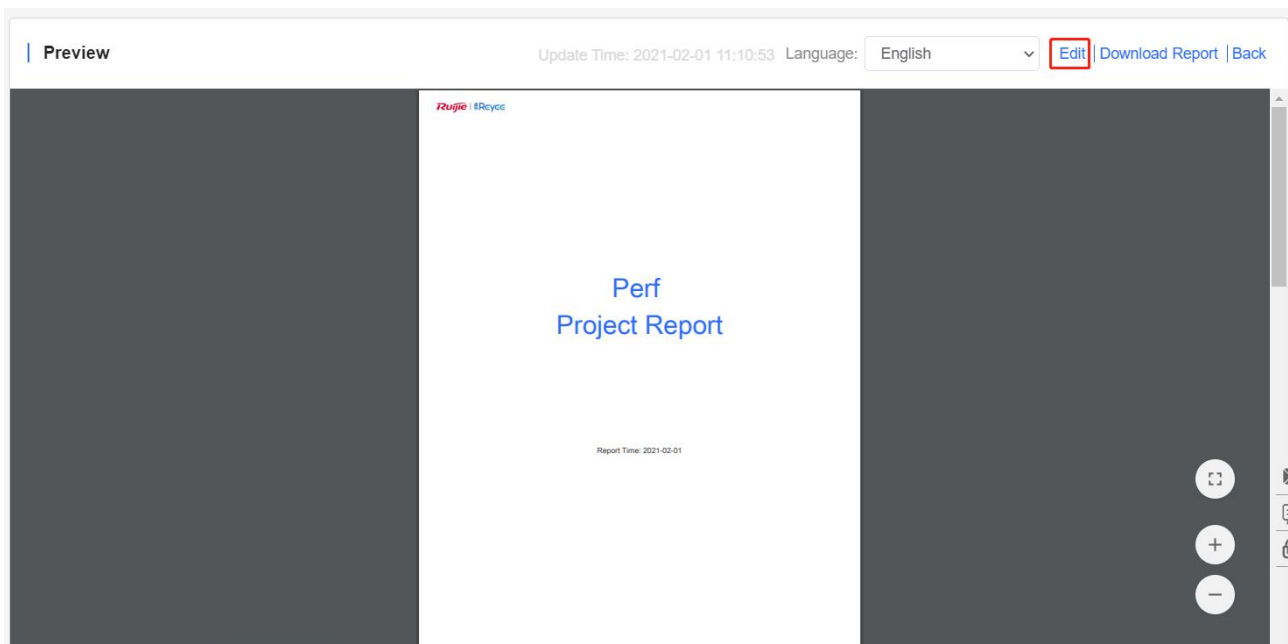 Preview
Update Time: 2021-02-01 11:10:53 Language: English Edit | Download Report | Back
Ruijie | Reyee
Perf
Project Report
Report Time: 2021-02-01